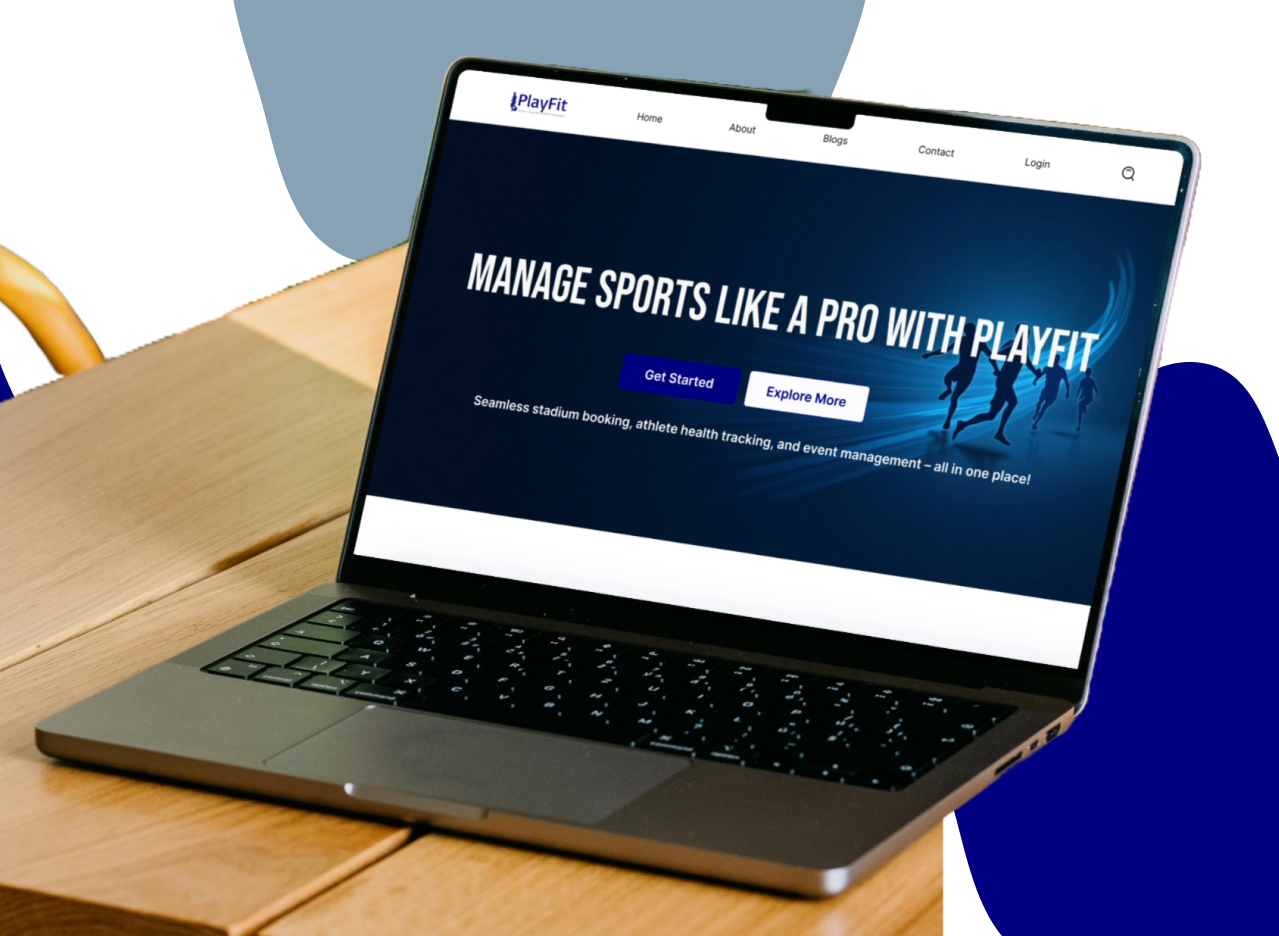 PlayFit
Home
About
Blogs
Contact
Login
MANAGE SPORTS LIKE A PRO WITH PLAYFIT
Get Started
Explore More
Seamless stadium booking, athlete health tracking, and event management – all in one place!